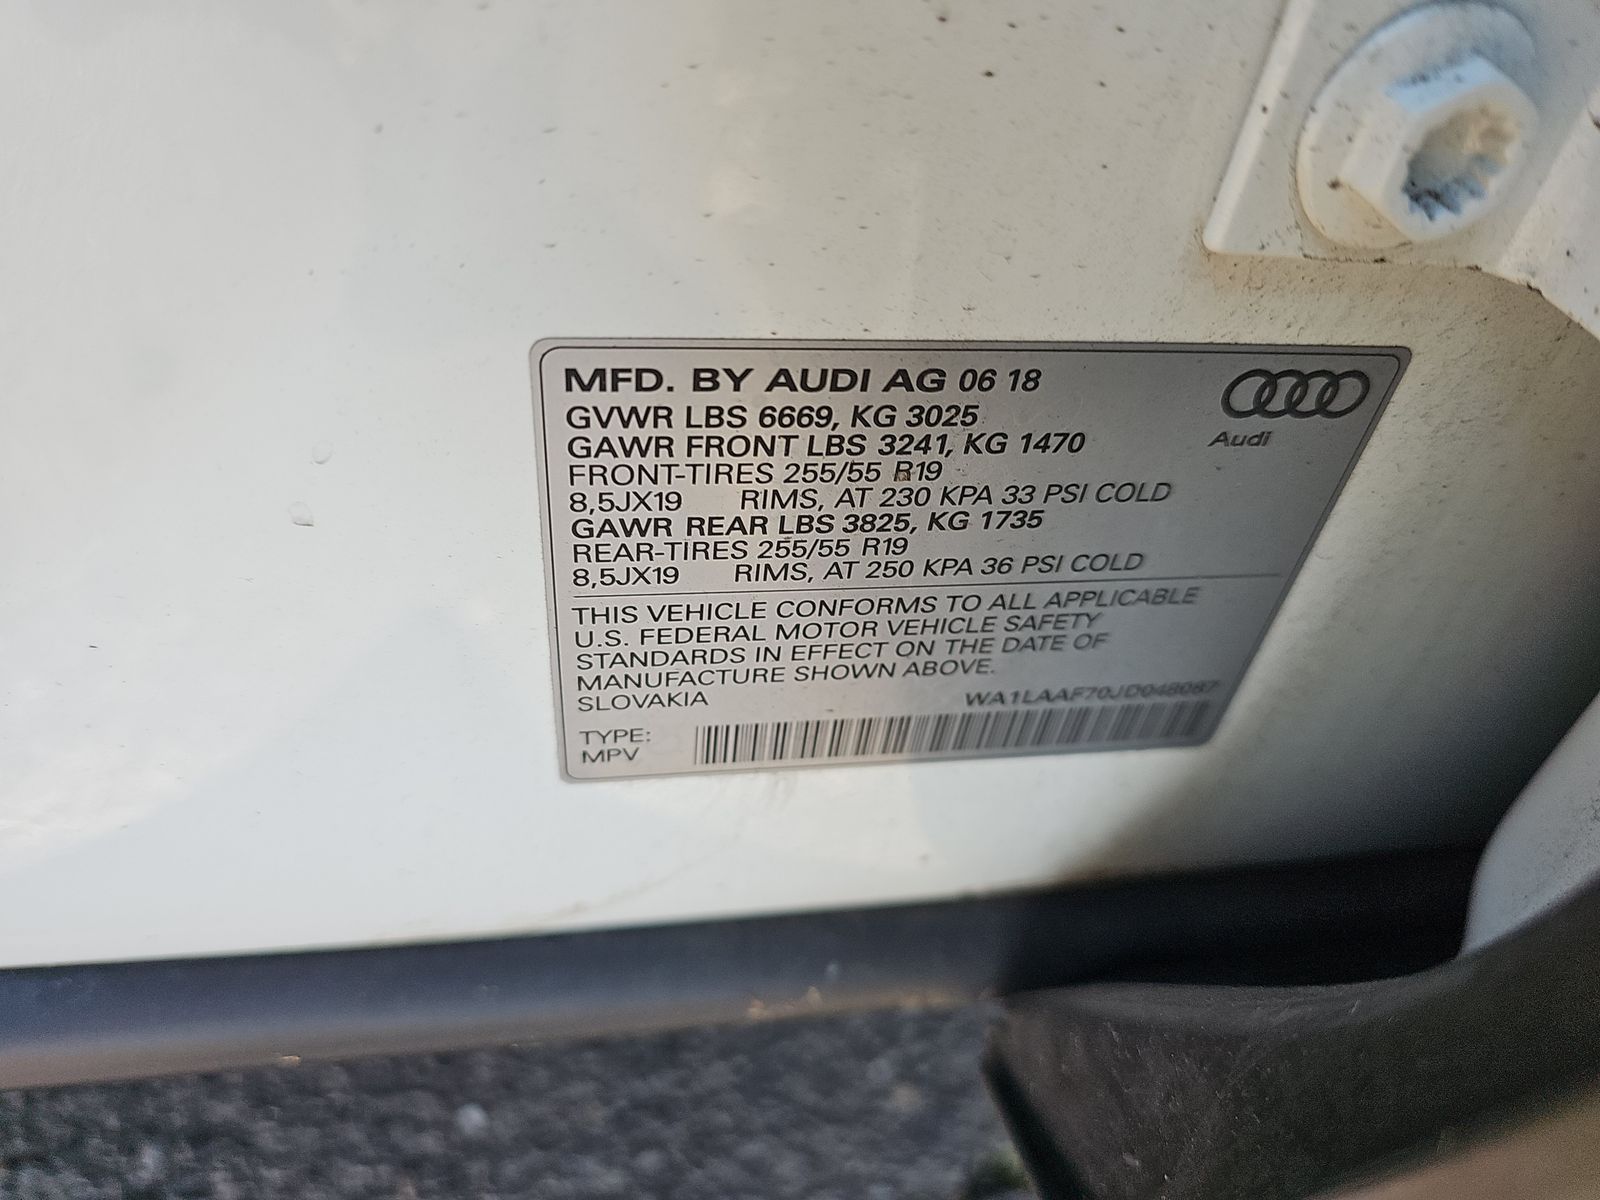 MFD. BY AUDI AG 06 18
GVWR LBS 6669, KG 3025
Audi
GAWR FRONT LBS 3241, KG 1470
FRONT-TIRES 255/55 R19
8,5JX19 RIMS, AT 230 KPA 33 PSI COLD
GAWR REAR LBS 3825, KG 1735
REAR-TIRES 255/55 R19
8,5JX19 RIMS, AT 250 KPA 36 PSI COLD
THIS VEHICLE CONFORMS TO ALL APPLICABLE
U.S. FEDERAL MOTOR VEHICLE SAFETY
STANDARDS IN EFFECT ON THE DATE OF
MANUFACTURE SHOWN ABOVE.
SLOVAKIA WA1LAAF70JD048087
TYPE:
MPV